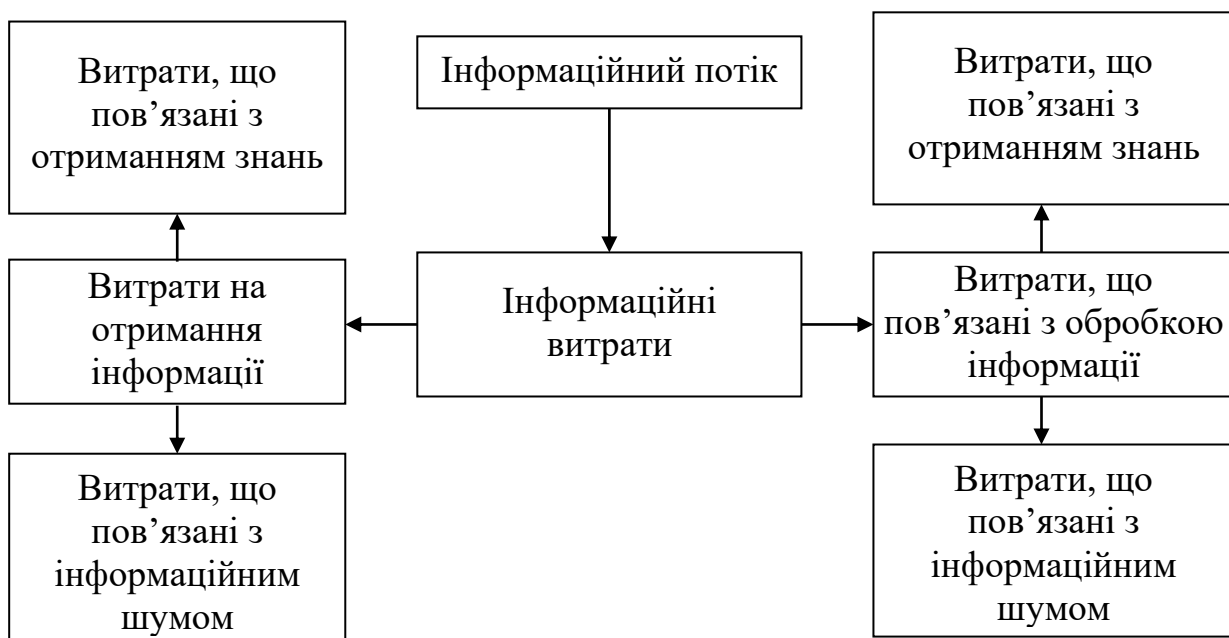 Витрати, що
пов’язані з
отриманням знань
Інформаційний потік
Витрати, що
пов’язані з
отриманням знань
Витрати на
отримання
інформації
Інформаційні
витрати
Витрати, що
пов’язані з обробкою
інформації
Витрати, що
пов’язані з
інформаційним
шумом
Витрати, що
пов’язані з
інформаційним
шумом